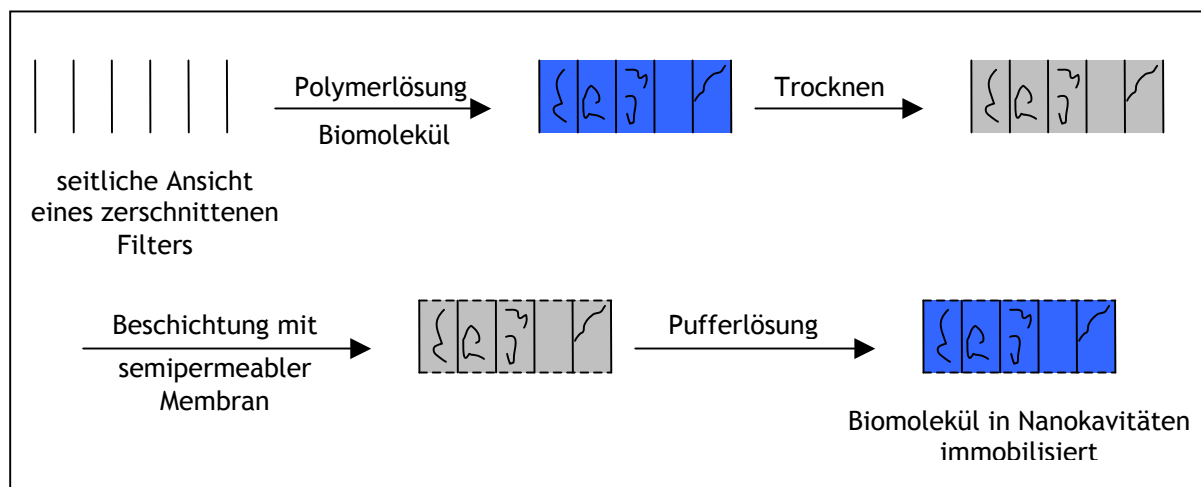 Polymerlösung
Biomolekül
Trocknen
seitliche Ansicht
eines zerschnittenen
Filters
Beschichtung mit
semipermeabler
Membran
Pufferlösung
Biomolekül in Nanokavitäten
immobilisiert